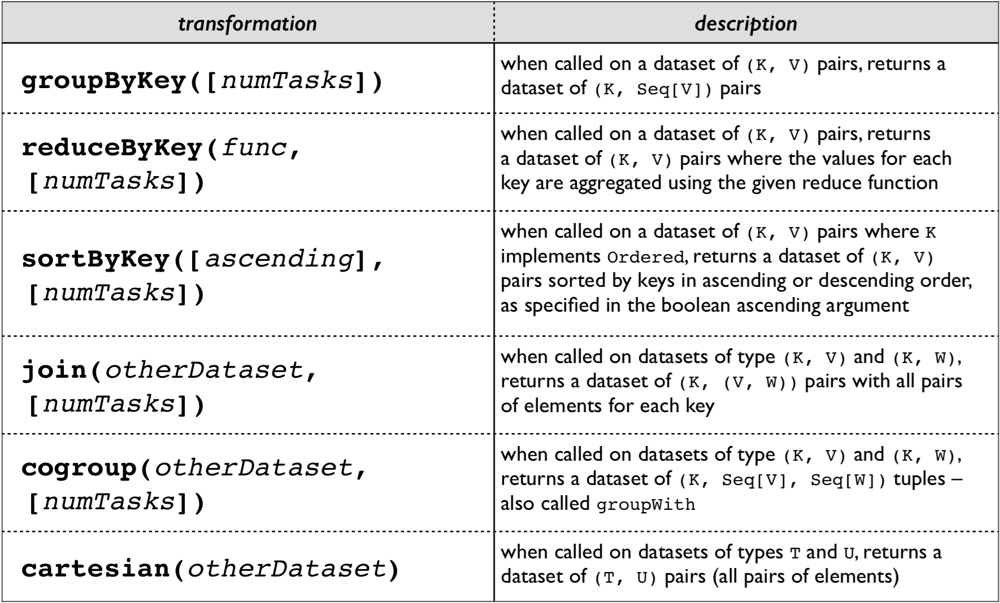 transformation
description
groupByKey([numTasks])
when called on a dataset of (K, V) pairs, returns a
dataset of (K, Seq[V]) pairs
reduceByKey(func,
[numTasks])
when called on a dataset of (K, V) pairs, returns
a dataset of (K, V) pairs where the values for each
key are aggregated using the given reduce function
sortByKey([ascending],
[numTasks])
when called on a dataset of (K, V) pairs where K
implements Ordered, returns a dataset of (K, V)
pairs sorted by keys in ascending or descending order,
as specified in the boolean ascending argument
join(otherDataset,
[numTasks])
when called on datasets of type (K, V) and (K, W),
returns a dataset of (K, (V, W)) pairs with all pairs
of elements for each key
cogroup(otherDataset,
[numTasks])
when called on datasets of type (K, V) and (K, W),
returns a dataset of (K, Seq[V], Seq[W]) tuples –
also called groupWith
cartesian(otherDataset)
when called on datasets of types T and U, returns a
dataset of (T, U) pairs (all pairs of elements)